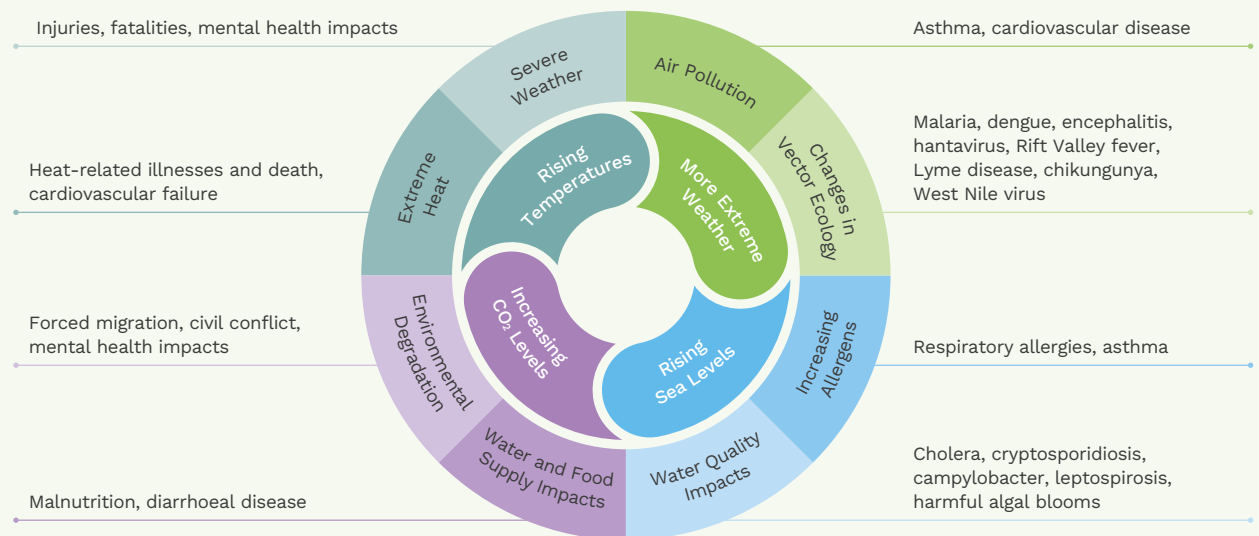 Injuries, fatalities, mental health impacts
Heat-related illnesses and death,
cardiovascular failure
Forced migration, civil conflict,
mental health impacts
Malnutrition, diarrhoeal disease
Severe
Weather
Air Pollution
Extreme
Heat
Changes in
Vector Ecology
Environmental
Degradation
Increasing
Allergens
Water and Food
Supply Impacts
Water Quality
Impacts
Rising
Temperatures
More Extreme
Weather
Increasing
CO₂ Levels
Rising
Sea Levels
Asthma, cardiovascular disease
Malaria, dengue, encephalitis,
hantavirus, Rift Valley fever,
Lyme disease, chikungunya,
West Nile virus
Respiratory allergies, asthma
Cholera, cryptosporidiosis,
campylobacter, leptospirosis,
harmful algal blooms